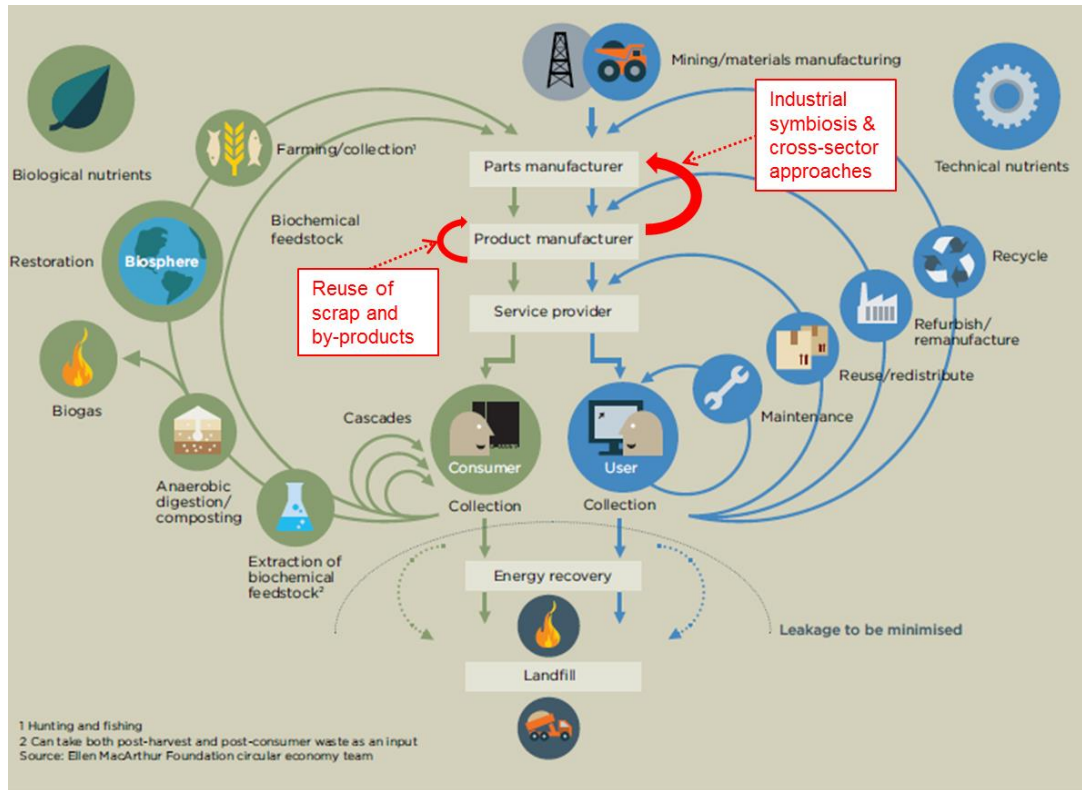 Mining/materials manufacturing
Industrial
symbiosis &
cross-sector
approaches
Biological nutrients
Farming/collection¹
Parts manufacturer
Technical nutrients
Biochemical
feedstock
Product manufacturer
Restoration
Biosphere
Recycle
Reuse of
scrap and
by-products
Service provider
Refurbish/
remanufacture
Reuse/redistribute
Biogas
Maintenance
Cascades
Consumer
User
Anaerobic
digestion/
composting
Collection
Collection
Extraction of
biochemical
feedstock²
Energy recovery
Leakage to be minimised
Landfill
1 Hunting and fishing
2 Can take both post-harvest and post-consumer waste as an input
Source: Ellen MacArthur Foundation circular economy team